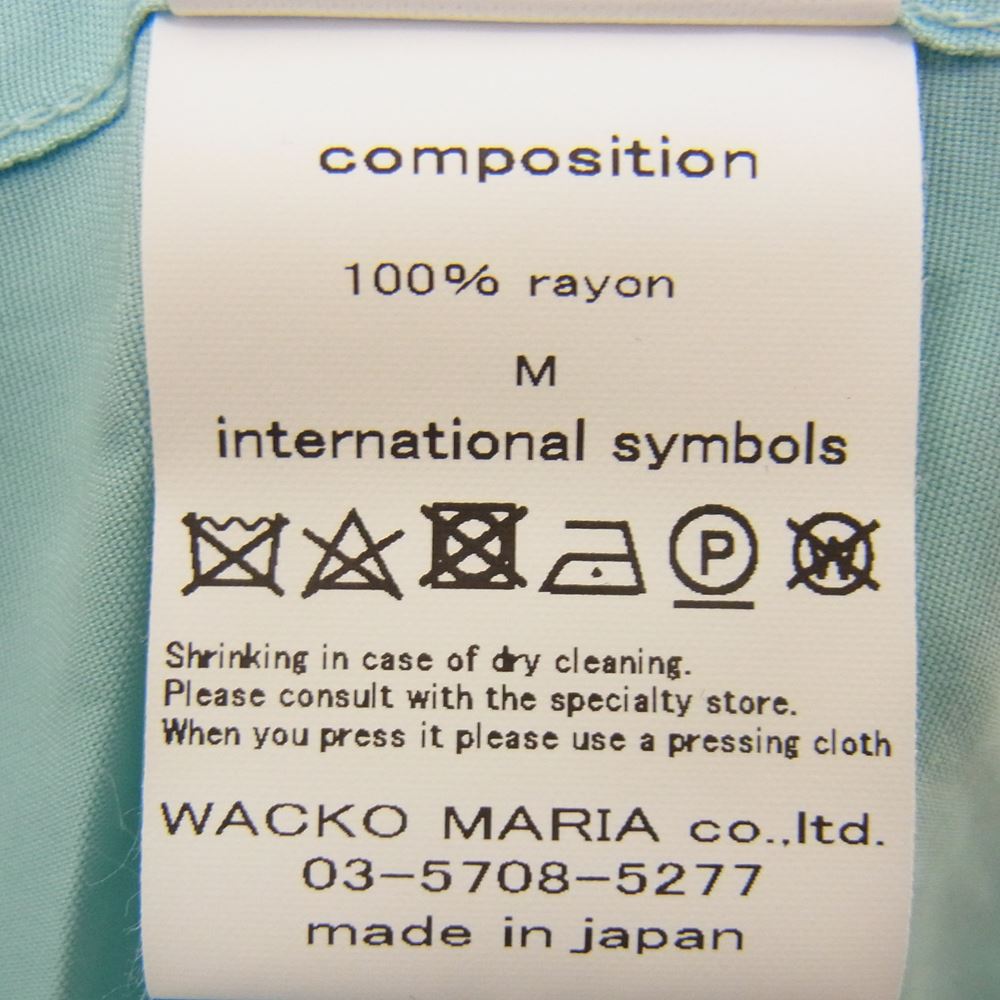 composition
100% rayon
M
international symbols
P W
Shrinking in case of dry cleaning.
Please consult with the specialty store.
When you press it please use a pressing cloth
WACKO MARIA co.,ltd.
03-5708-5277
made in japan